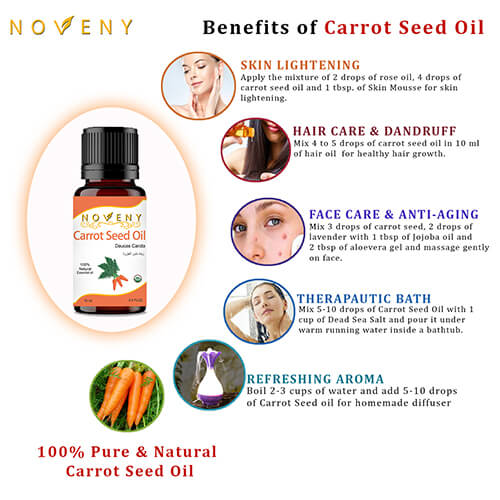 NOVENY
Benefits of Carrot Seed Oil
SKIN LIGHTENING
Apply the mixture of 2 drops of rose oil, 4 drops of
carrot seed oil and 1 tbsp. of Skin Mousse for skin
lightening.
HAIR CARE & DANDRUFF
Mix 4 to 5 drops of carrot seed oil in 10 ml
of hair oil for healthy hair growth.
FACE CARE & ANTI-AGING
Mix 3 drops of carrot seed, 2 drops of
lavender with 1 tbsp of Jojoba oil and
2 tbsp of aloevera gel and massage gently
on face.
THERAPAUTIC BATH
Mix 5-10 drops of Carrot Seed Oil with 1
cup of Dead Sea Salt and pour it under
warm running water inside a bathtub.
REFRESHING AROMA
Boil 2-3 cups of water and add 5-10 drops
of Carrot Seed oil for homemade diffuser
NOVENY
Carrot Seed Oil
Daucus Carota
100%
Natural
Essential oil
100% Pure & Natural
Carrot Seed Oil